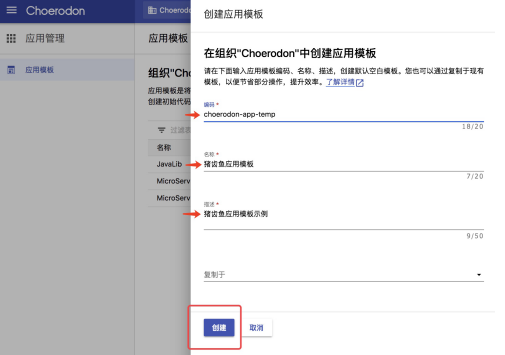 Choerodon
Choerodon
应用管理
应用模板
应用模板
组织"Cho
应用模板是将
创建初始代码
过滤表
名称
JavaLib
MicroServ
MicroServ
创建应用模板
在组织"Choerodon"中创建应用模板
请在下面输入应用模板编码、名称、描述，创建默认空白模板。您也可以通过复制于现有
模板，以便节省部分操作，提升效率。了解详情
编码 *
choerodon-app-temp
18/20
名称 *
猪齿鱼应用模板
7/20
描述 *
猪齿鱼应用模板示例
9/50
复制于
创建
取消